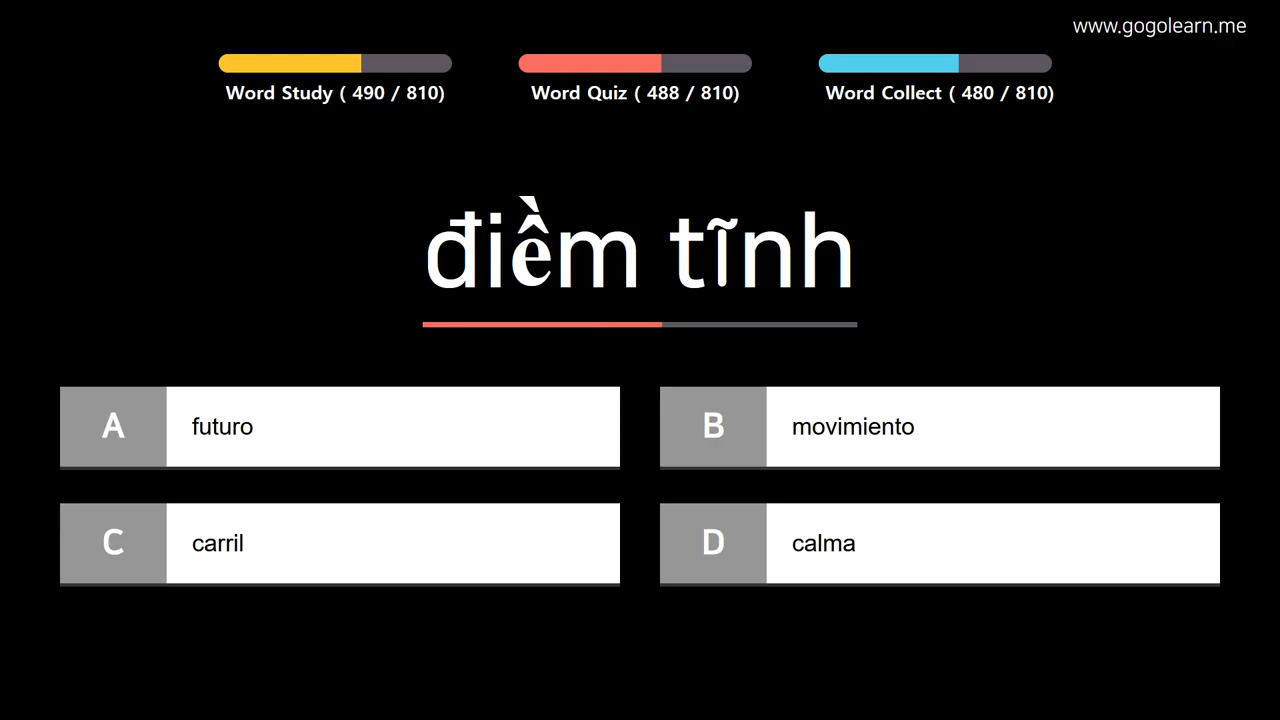 www.gogolearn.me
Word Study ( 490 / 810)
Word Quiz ( 488 / 810)
Word Collect ( 480 / 810)
điềm tĩnh
A futuro
B movimiento
C carril
D calma